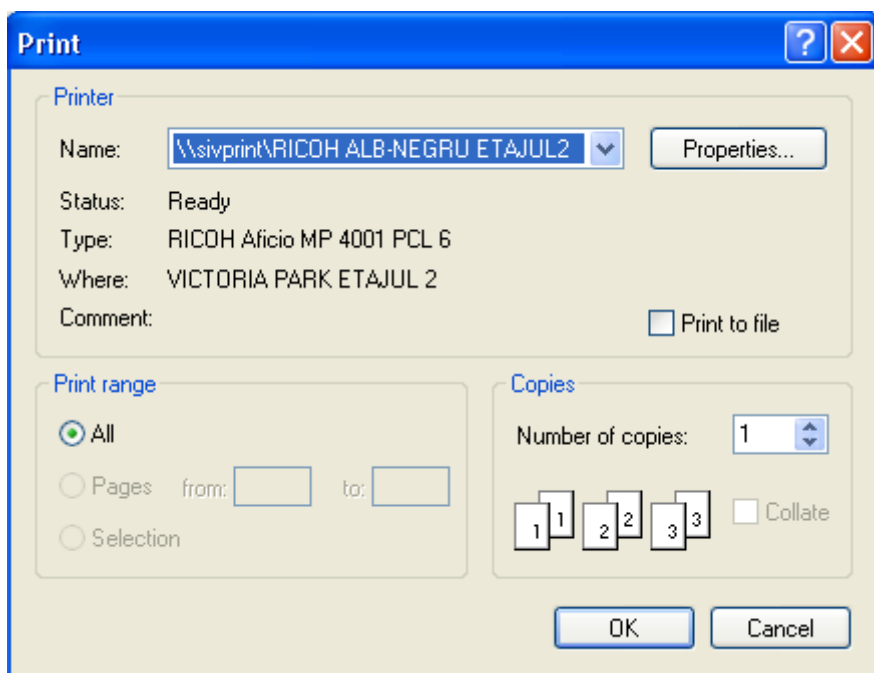 Print
Printer
Name: \\sivprint\RICOH ALB-NEGRU ETAJUL2 Properties...
Status: Ready
Type: RICOH Aficio MP 4001 PCL 6
Where: VICTORIA PARK ETAJUL 2
Comment: Print to file
Print range
All
Pages from: to:
Selection
Copies
Number of copies: 1
1 1 2 2 3 3 Collate
OK Cancel